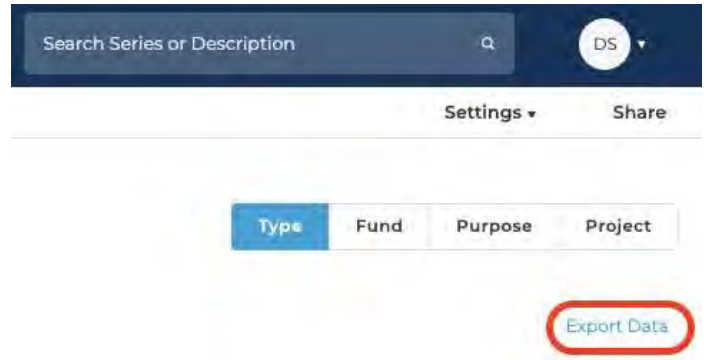 Search Series or Description DS
Settings Share
Type Fund Purpose Project
Export Data